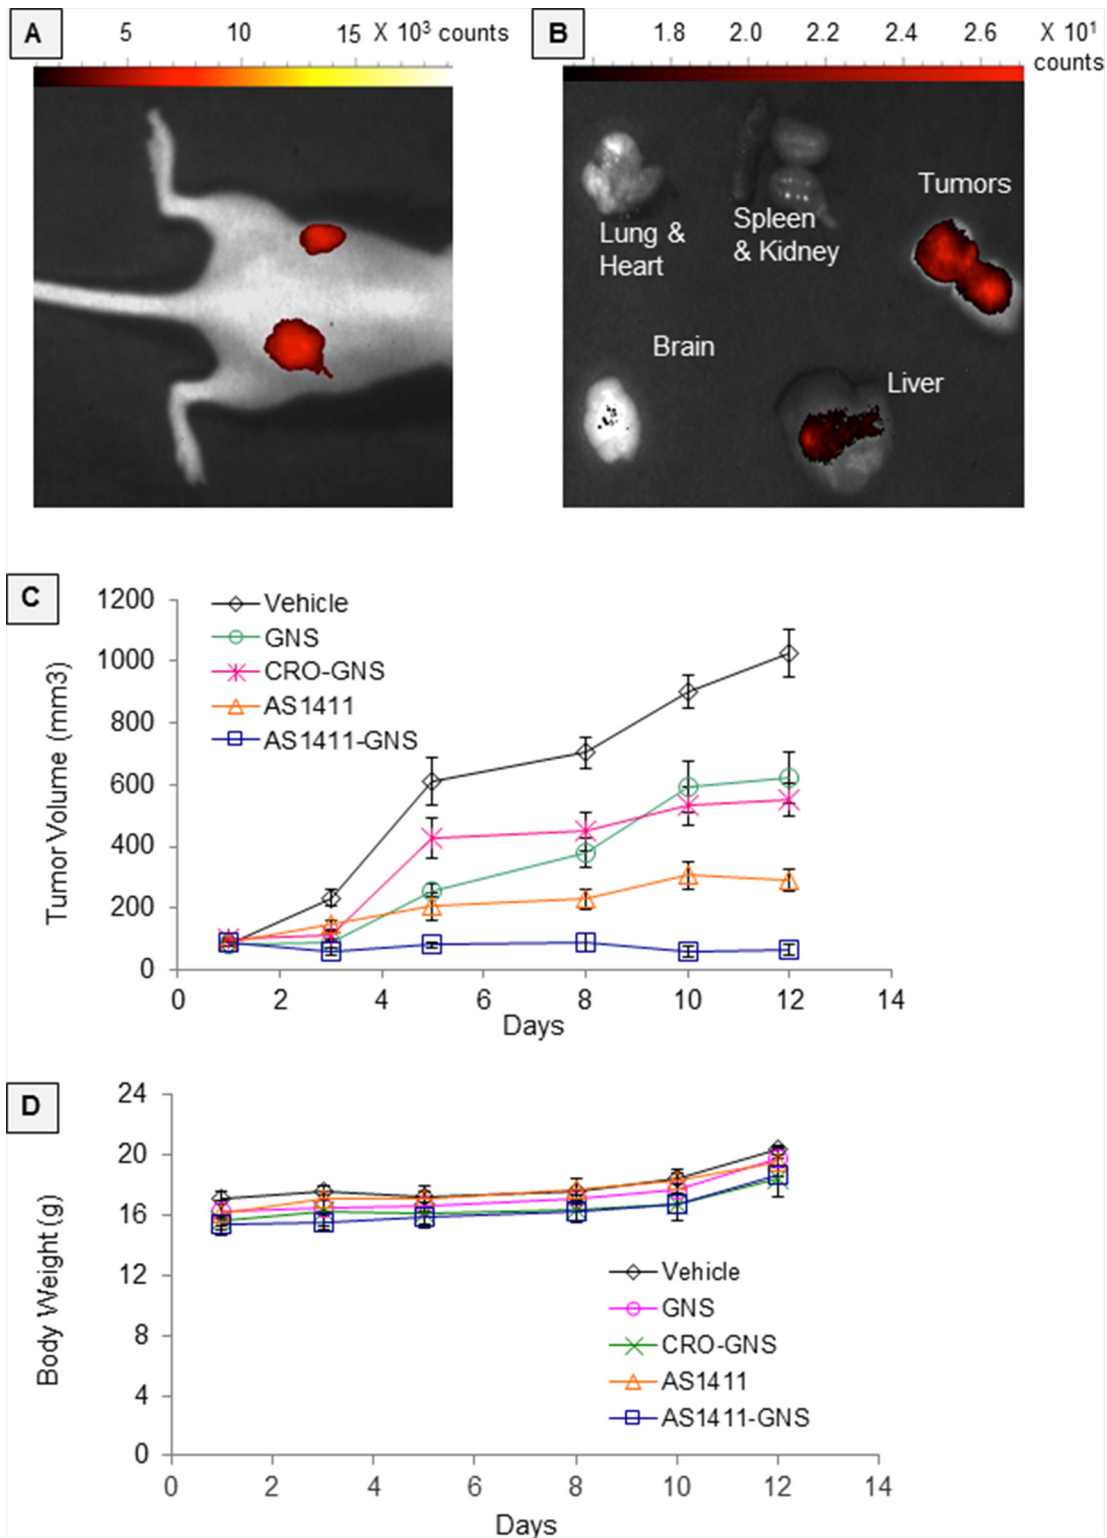 A
5 10 15 X 10³ counts
B
1.8 2.0 2.2 2.4 2.6 X 10¹
counts
Lung &
Heart
Spleen
& Kidney
Tumors
Brain
Liver
C
Tumor Volume (mm3)
1200
1000
800
600
400
200
0
Vehicle
GNS
CRO-GNS
AS1411
AS1411-GNS
0 2 4 6 8 10 12 14
Days
D
Body Weight (g)
24
20
16
12
8
4
0
Vehicle
GNS
CRO-GNS
AS1411
AS1411-GNS
0 2 4 6 8 10 12 14
Days